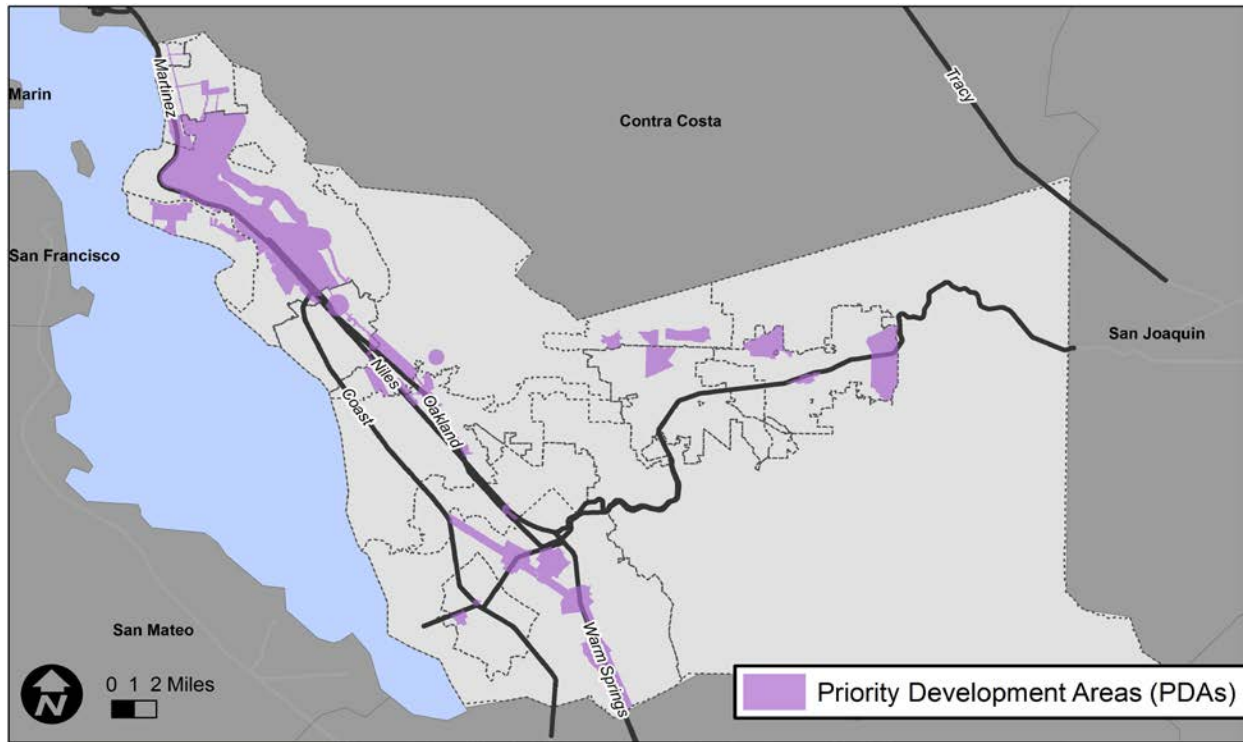 Martinez
Marin
Tracy
Contra Costa
San Francisco
San Joaquin
Niles
Oakland
Coast
San Mateo
Warm Springs
N
0 1 2 Miles
Priority Development Areas (PDAs)